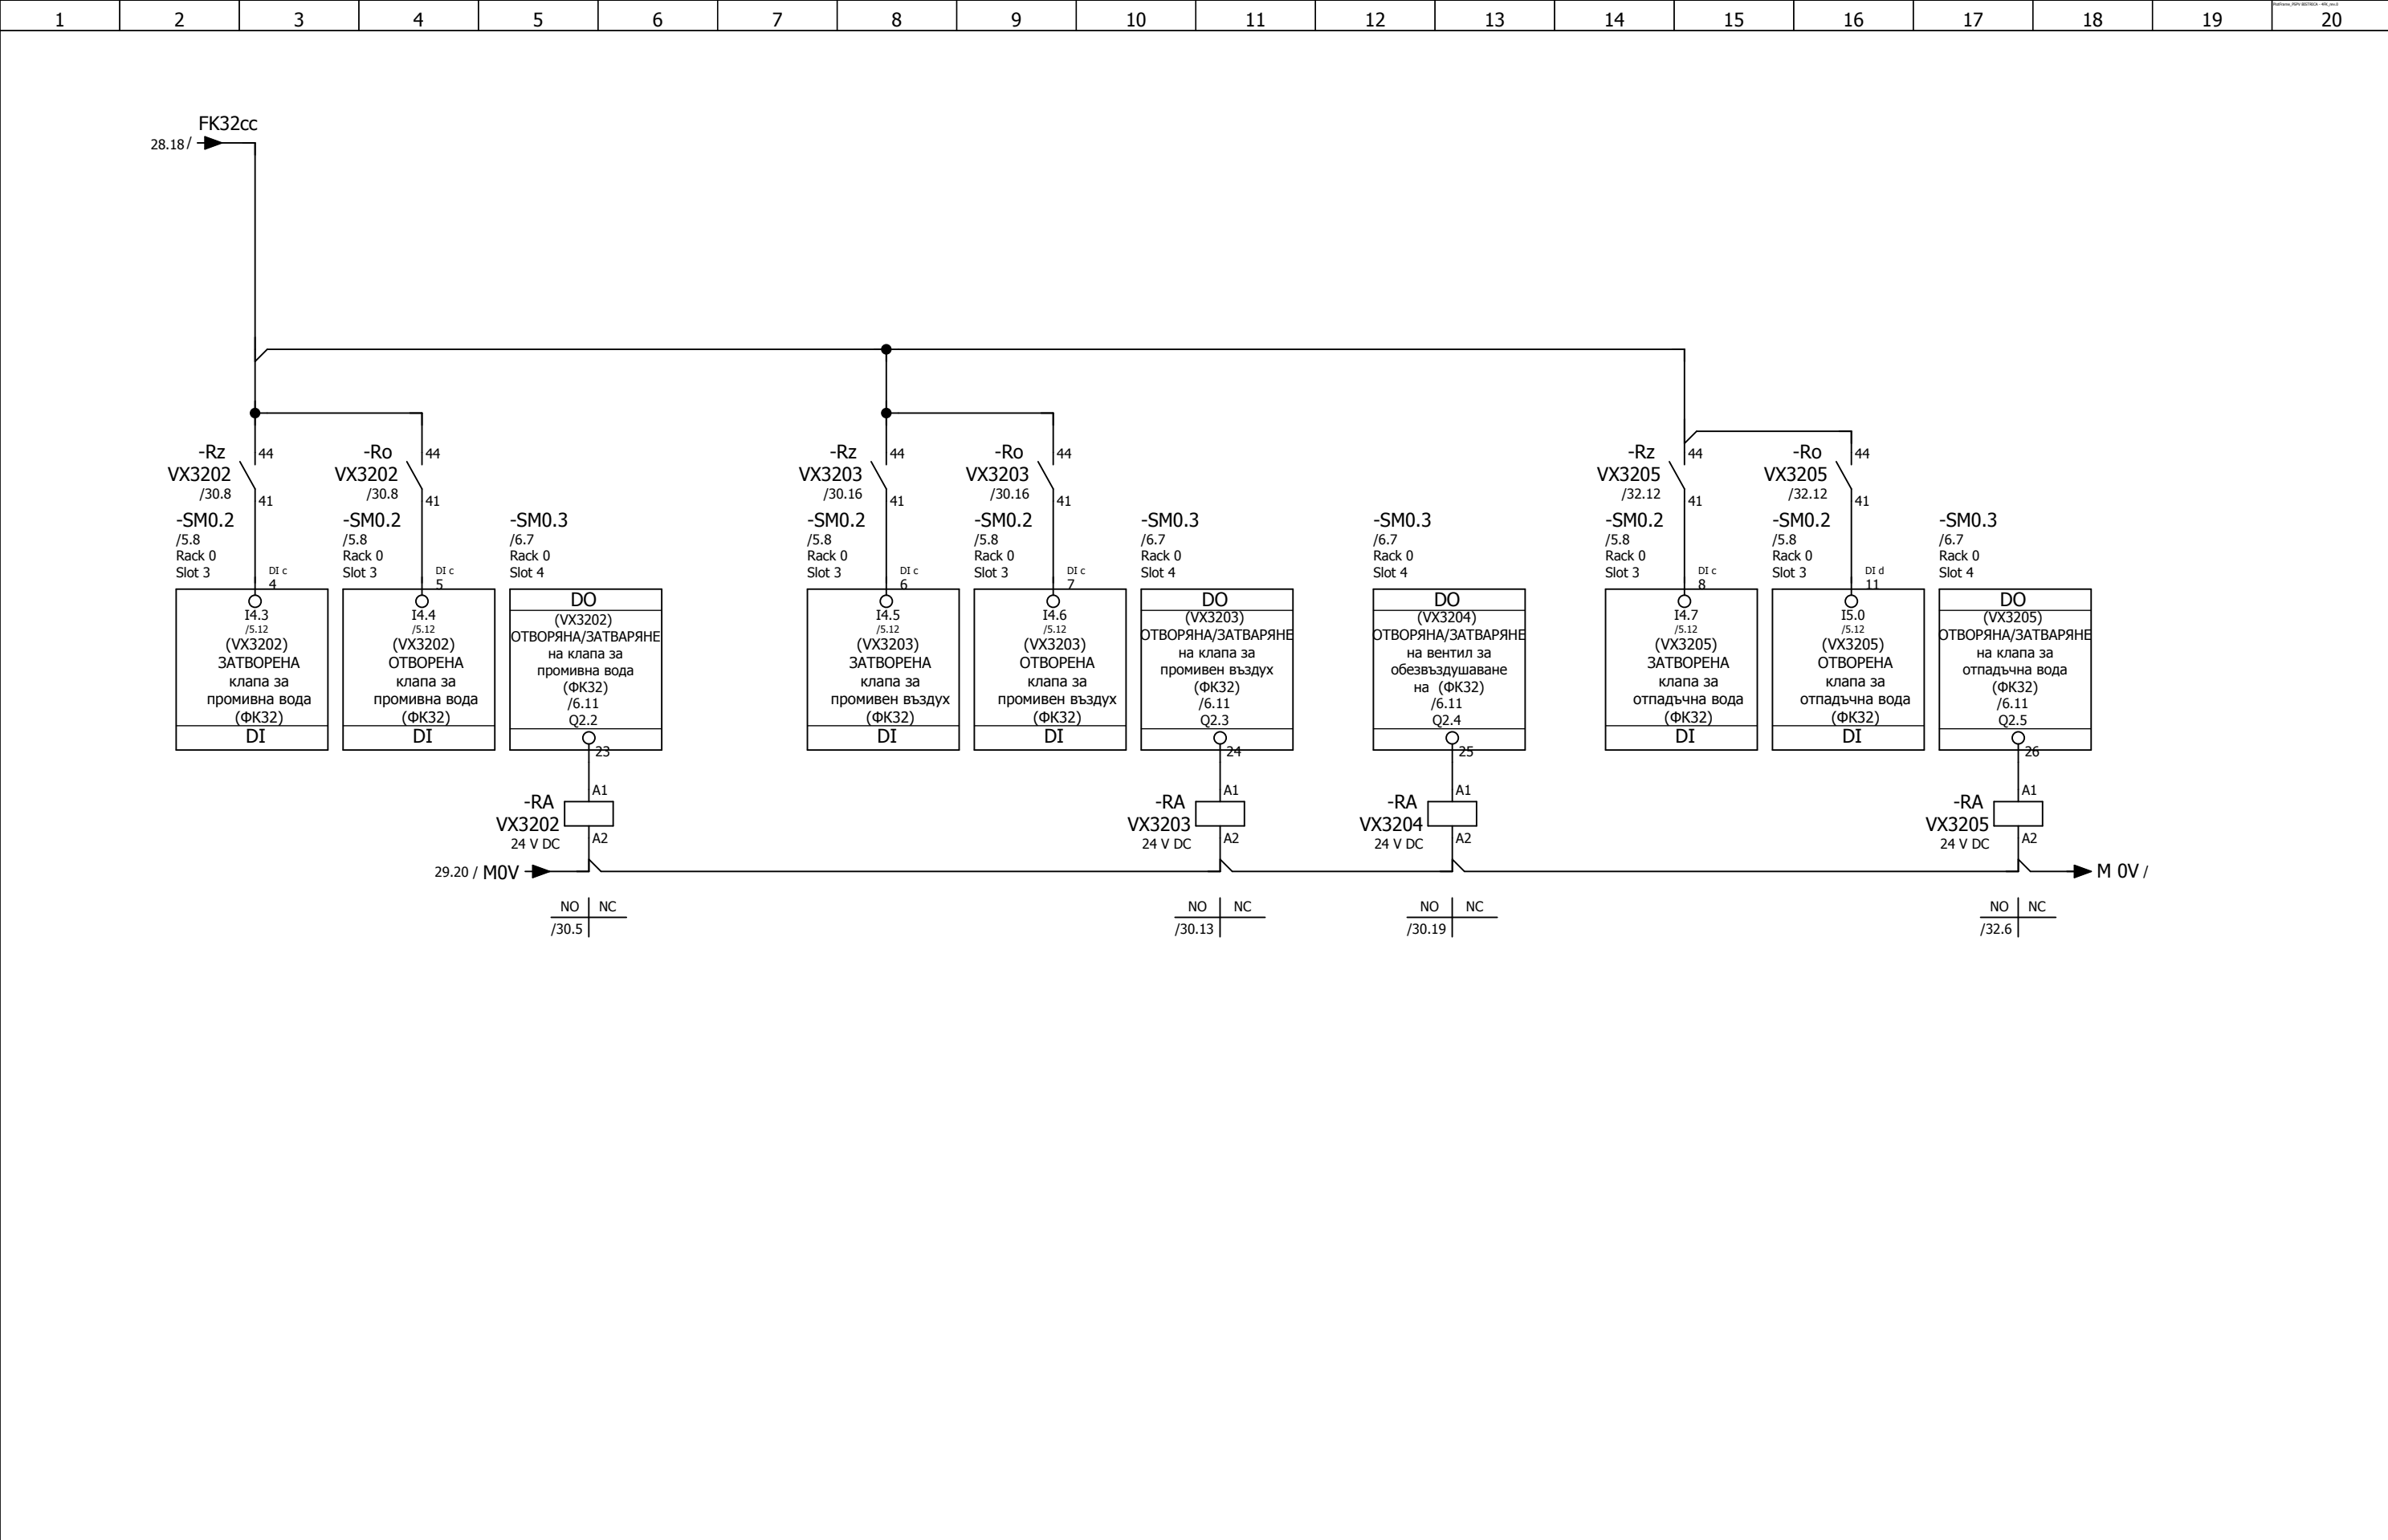 1 2 3 4 5 6 7 8 9 10 11 12 13 14 15 16 17 18 19 20
FK32cc
28.18 /
-Rz
VX3202
/30.8
44
41
-SM0.2
/5.8
Rack 0
Slot 3
DI c
4
I4.3
/5.12
(VX3202)
ЗАТВОРЕНА
клапа за
промивна вода
(ФК32)
DI
-Ro
VX3202
/30.8
44
41
-SM0.2
/5.8
Rack 0
Slot 3
DI c
5
I4.4
/5.12
(VX3202)
ОТВОРЕНА
клапа за
промивна вода
(ФК32)
DI
-SM0.3
/6.7
Rack 0
Slot 4
DO
(VX3202)
ОТВОРЯНА/ЗАТВАРЯНЕ
на клапа за
промивна вода
(ФК32)
/6.11
Q2.2
23
-RA
VX3202
24 V DC
A1
A2
29.20 / M0V
NO NC
/30.5
-Rz
VX3203
/30.16
44
41
-SM0.2
/5.8
Rack 0
Slot 3
DI c
6
I4.5
/5.12
(VX3203)
ЗАТВОРЕНА
клапа за
промивен въздух
(ФК32)
DI
-Ro
VX3203
/30.16
44
41
-SM0.2
/5.8
Rack 0
Slot 3
DI c
7
I4.6
/5.12
(VX3203)
ОТВОРЕНА
клапа за
промивен въздух
(ФК32)
DI
-SM0.3
/6.7
Rack 0
Slot 4
DO
(VX3203)
ОТВОРЯНА/ЗАТВАРЯНЕ
на клапа за
промивен въздух
(ФК32)
/6.11
Q2.3
24
-RA
VX3203
24 V DC
A1
A2
NO NC
/30.13
-SM0.3
/6.7
Rack 0
Slot 4
DO
(VX3204)
ОТВОРЯНА/ЗАТВАРЯНЕ
на вентил за
обезвъздушаване
на (ФК32)
/6.11
Q2.4
25
-RA
VX3204
24 V DC
A1
A2
NO NC
/30.19
-Rz
VX3205
/32.12
44
41
-SM0.2
/5.8
Rack 0
Slot 3
DI c
8
I4.7
/5.12
(VX3205)
ЗАТВОРЕНА
клапа за
отпадъчна вода
(ФК32)
DI
-Ro
VX3205
/32.12
44
41
-SM0.2
/5.8
Rack 0
Slot 3
DI d
11
I5.0
/5.12
(VX3205)
ОТВОРЕНА
клапа за
отпадъчна вода
(ФК32)
DI
-SM0.3
/6.7
Rack 0
Slot 4
DO
(VX3205)
ОТВОРЯНА/ЗАТВАРЯНЕ
на клапа за
отпадъчна вода
(ФК32)
/6.11
Q2.5
26
-RA
VX3205
24 V DC
A1
A2
M 0V /
NO NC
/32.6